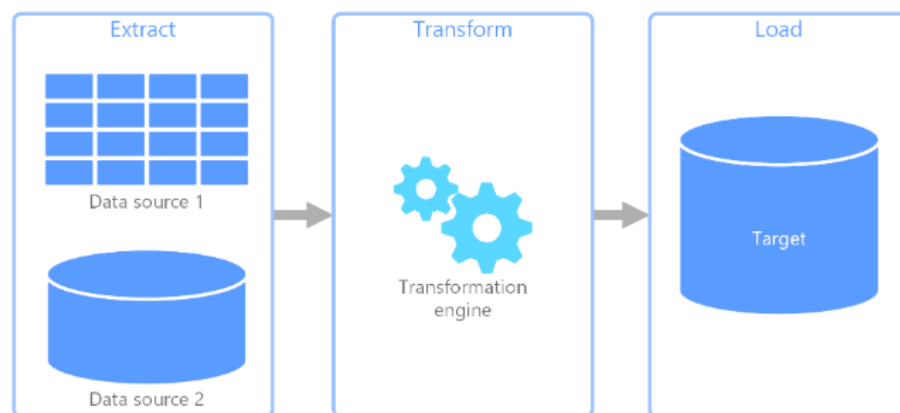 Extract
Data source 1
Data source 2
Transform
Transformation
engine
Load
Target